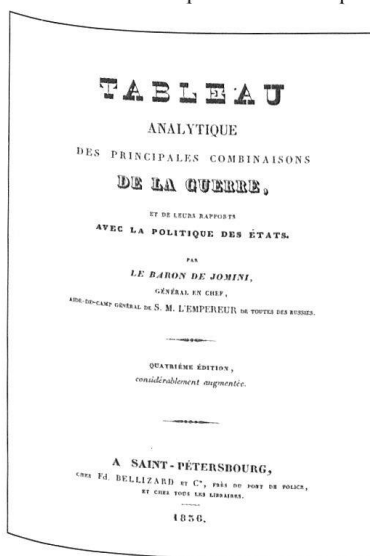 TABLEAU
ANALYTIQUE
DES PRINCIPALES COMBINAISONS
DE LA GUERRE,
ET DE LEURS RAPPORTS
AVEC LA POLITIQUE DES ÉTATS.
PAR
LE BARON DE JOMINI,
GÉNÉRAL EN CHEF,
AIDE-DE-CAMP GÉNÉRAL DE S. M. L'EMPEREUR DE TOUTES DES RUSSIES.
QUATRIÈME ÉDITION,
considérablement augmentée.
A SAINT-PÉTERSBOURG,
CHEZ Fd. BELLIZARD ET Cie, PRÈS DU PONT DE POLICE,
ET CHEZ TOUS LES LIBRAIRES.
1836.